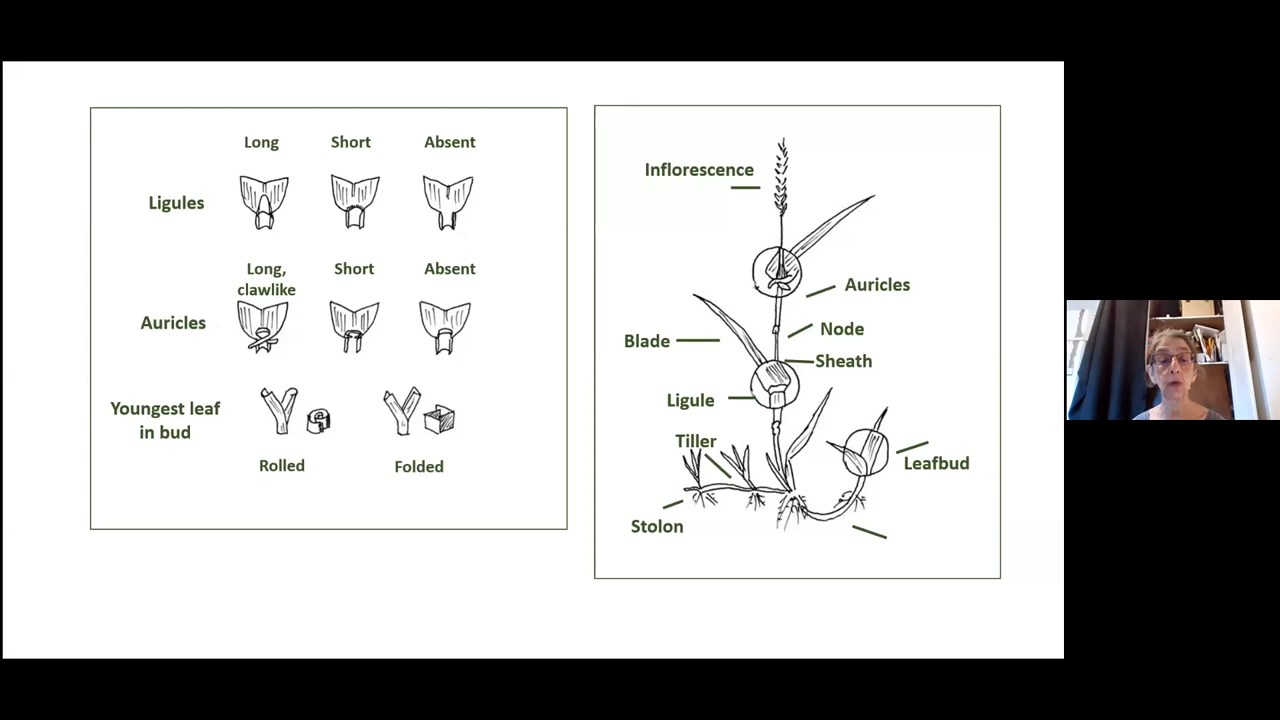 Long Short Absent
Ligules
Long, Short Absent
clawlike
Auricles
Youngest leaf
in bud
Rolled Folded
Inflorescence
Auricles
Node
Blade
Sheath
Ligule
Tiller
Leafbud
Stolon